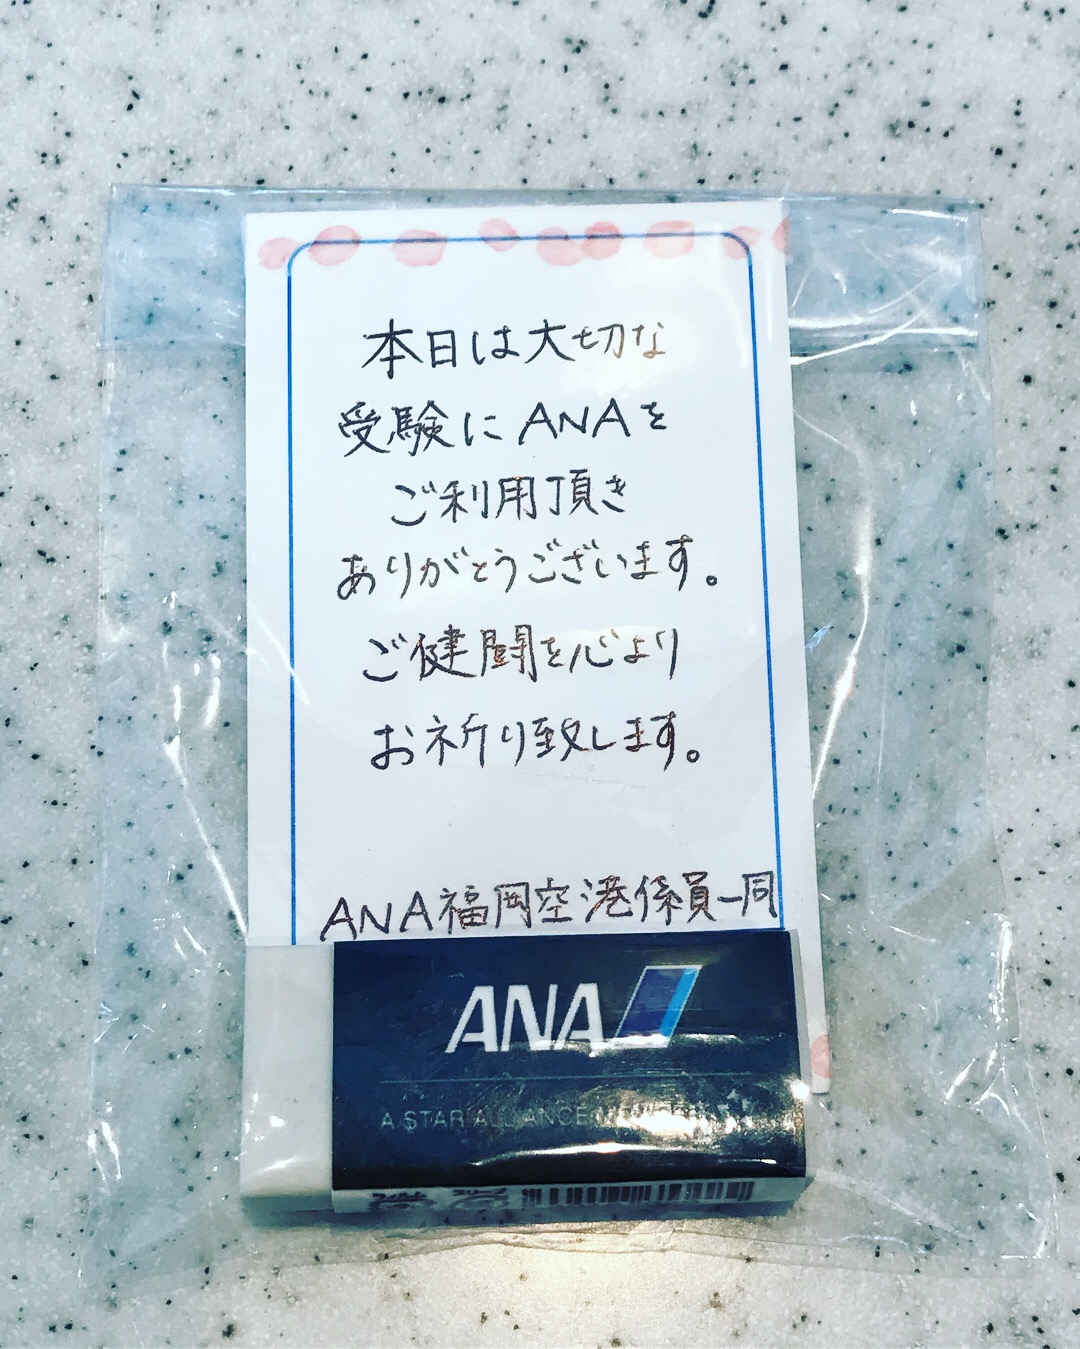 本日は大切な
受験にANAを
ご利用頂き
ありがとうございます。
ご健闘を心より
お祈り致します。
ANA福岡空港係員一同
ANA
A STAR ALLIANCE MEMBER